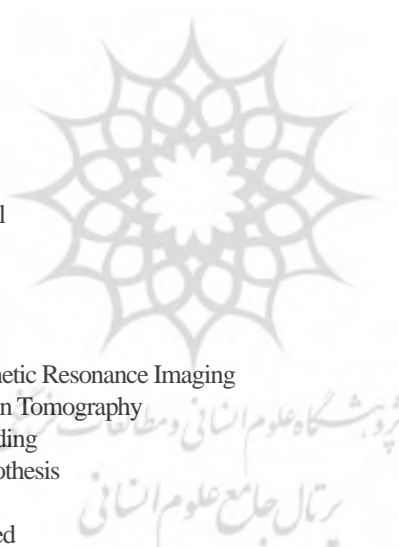 l
netic Resonance Imaging
n Tomography
پژوهشگاه علوم انسانی و مطالعات فرهنگی
ding
othesis
پرتال جامع علوم انسانی
ed